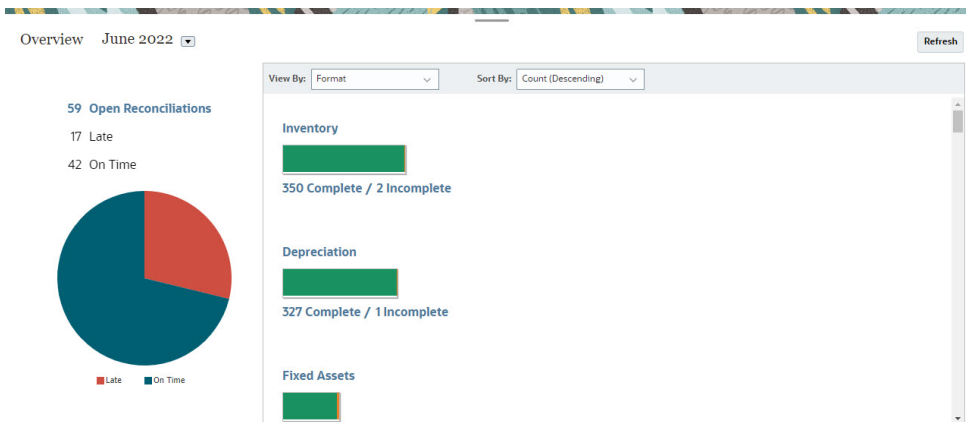 Overview June 2022
Refresh
View By: Format Sort By: Count (Descending)
59 Open Reconciliations
17 Late
42 On Time
Late On Time
Inventory
350 Complete / 2 Incomplete
Depreciation
327 Complete / 1 Incomplete
Fixed Assets